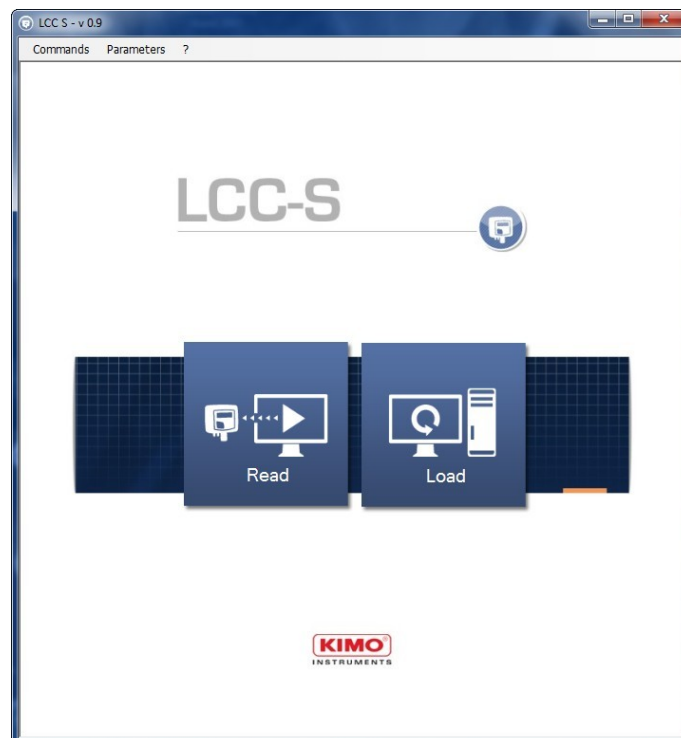 LCC S - v 0.9
Commands Parameters ?
LCC-S
Read Load
KIMO®
INSTRUMENTS